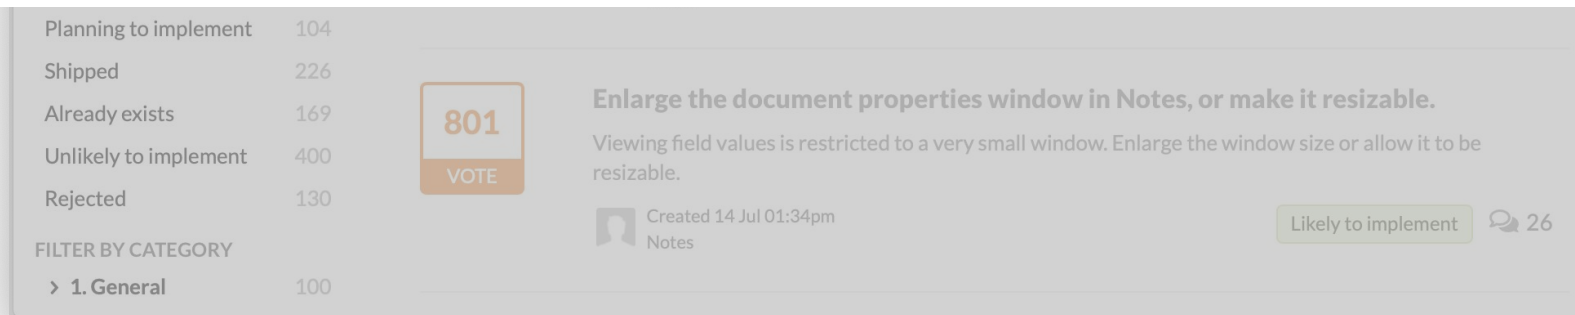 Planning to implement 104
Shipped 226
Already exists 169
Unlikely to implement 400
Rejected 130
FILTER BY CATEGORY
1. General 100
801
VOTE
Enlarge the document properties window in Notes, or make it resizable.
Viewing field values is restricted to a very small window. Enlarge the window size or allow it to be
resizable.
Created 14 Jul 01:34pm
Notes
Likely to implement 26